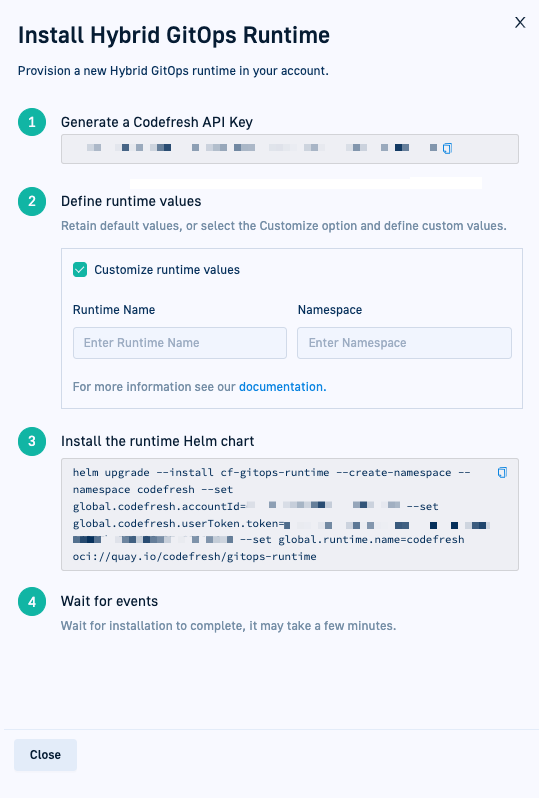 Install Hybrid GitOps Runtime
Provision a new Hybrid GitOps runtime in your account.
1
Generate a Codefresh API Key
2
Define runtime values
Retain default values, or select the Customize option and define custom values.
Customize runtime values
Runtime Name
Namespace
Enter Runtime Name
Enter Namespace
For more information see our documentation.
3
Install the runtime Helm chart
helm upgrade --install cf-gitops-runtime --create-namespace --
namespace codefresh --set
global.codefresh.accountId= --set
global.codefresh.userToken.token=
--set global.runtime.name=codefresh
oci://quay.io/codefresh/gitops-runtime
4
Wait for events
Wait for installation to complete, it may take a few minutes.
Close